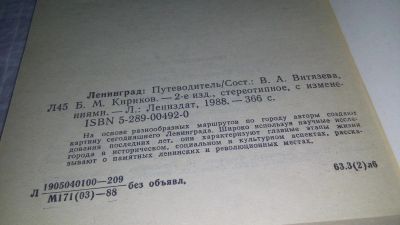 Ленинград: Путеводитель/Сост.: В. А. Витязева,
Л45 Б. М. Кириков. — 2-е изд., стереотипное, с измене-
ниями. — Л.: Лениздат, 1988. — 366 с.
ISBN 5-289-00492-0
На основе разнообразных маршрутов по городу авторы создают
картину сегодняшнего Ленинграда. Широко используя научные иссле-
дования последних лет, они характеризуют главные этапы жизни
города в историческом, социальном и культурном аспектах, расска-
зывают о памятных ленинских и революционных местах.
Л 1905040100—209
М171(03)—88 без объявл.
63.3(2)л6